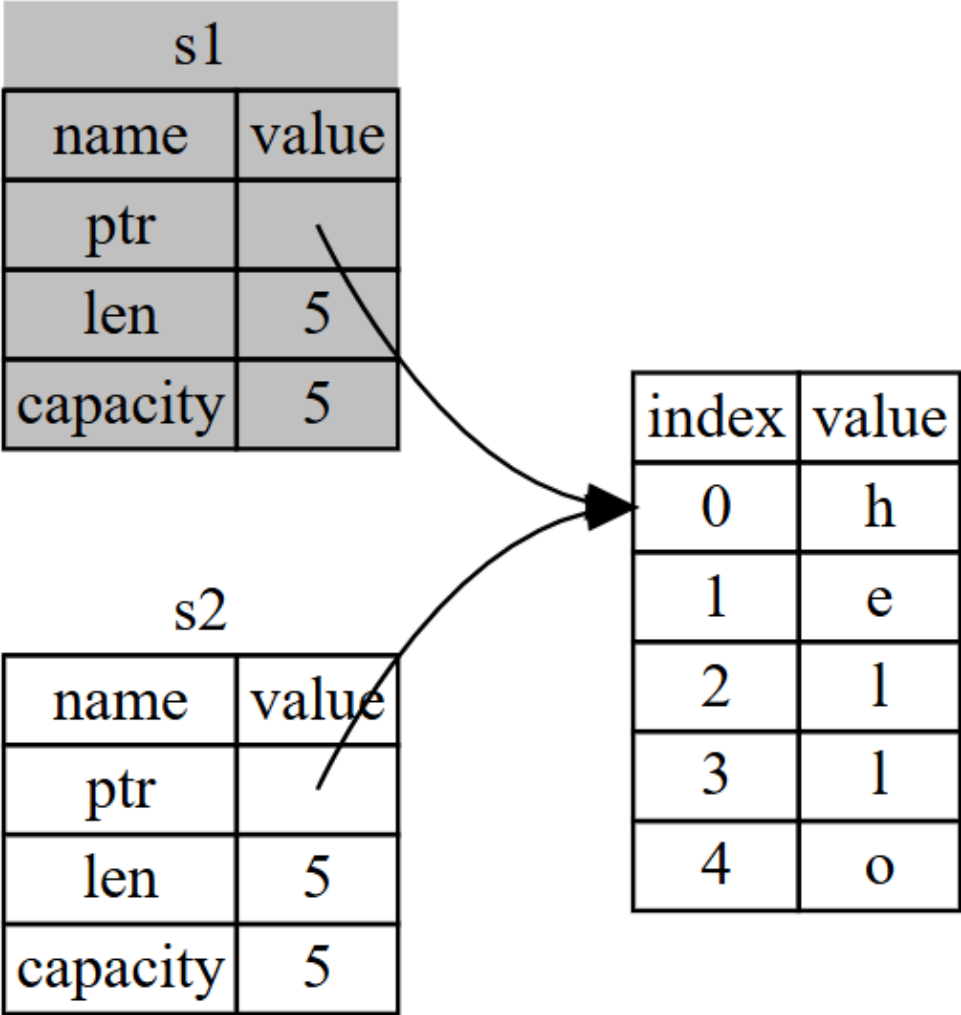 s1
name value
ptr
len 5
capacity 5
s2
name value
ptr
len 5
capacity 5
index value
0 h
1 e
2 l
3 l
4 o